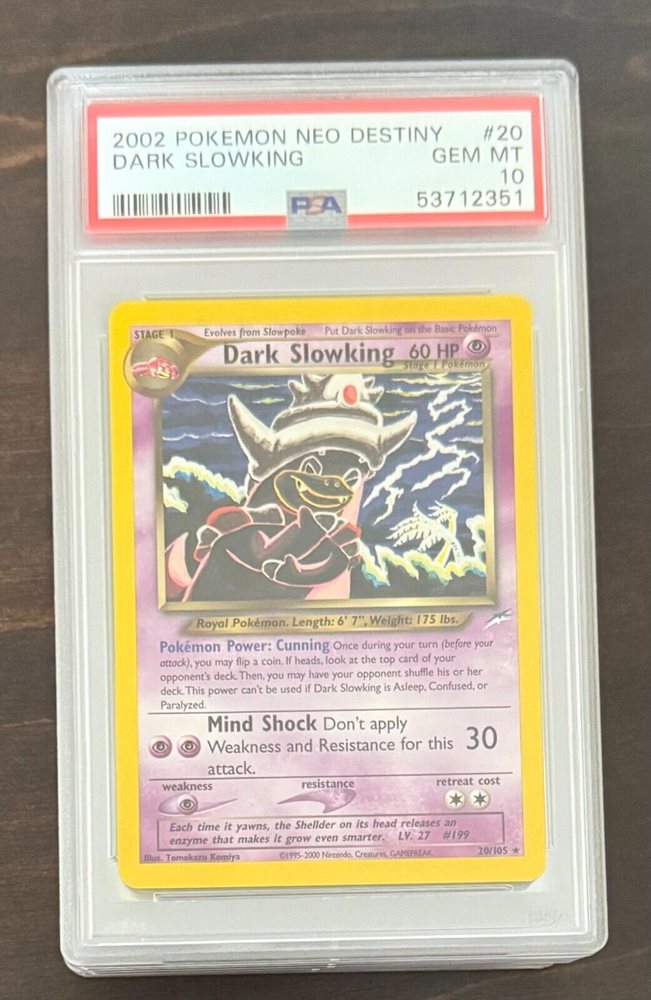 2002 POKEMON NEO DESTINY #20
DARK SLOWKING GEM MT
10
PSA 53712351
STAGE 1 Evolves from Slowpoke Put Dark Slowking on the Basic Pokémon
Dark Slowking 60 HP
Stage 1 Pokémon
Royal Pokémon. Length: 6' 7", Weight: 175 lbs.
Pokémon Power: Cunning Once during your turn (before your
attack), you may flip a coin. If heads, look at the top card of your
opponent's deck. Then, you may have your opponent shuffle his or her
deck. This power can't be used if Dark Slowking is Asleep, Confused, or
Paralyzed.
Mind Shock Don't apply
Weakness and Resistance for this 30
attack.
weakness resistance retreat cost
Each time it yawns, the Shellder on its head releases an
enzyme that makes it grow even smarter. LV. 27 #199
Illus. Tomokazu Komiya ©1995-2000 Nintendo, Creatures, GAMEFREAK. 20/105 ★